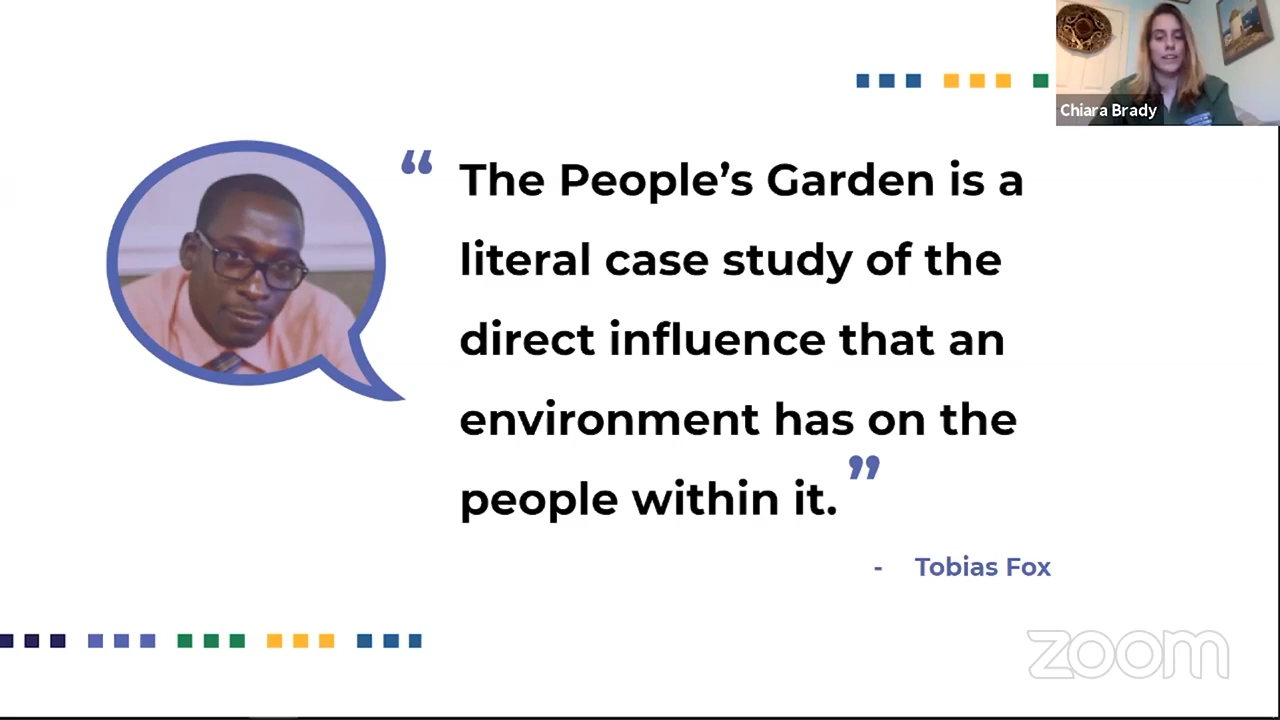 Chiara Brady
“ The People’s Garden is a
literal case study of the
direct influence that an
environment has on the
people within it. ”
- Tobias Fox
zoom